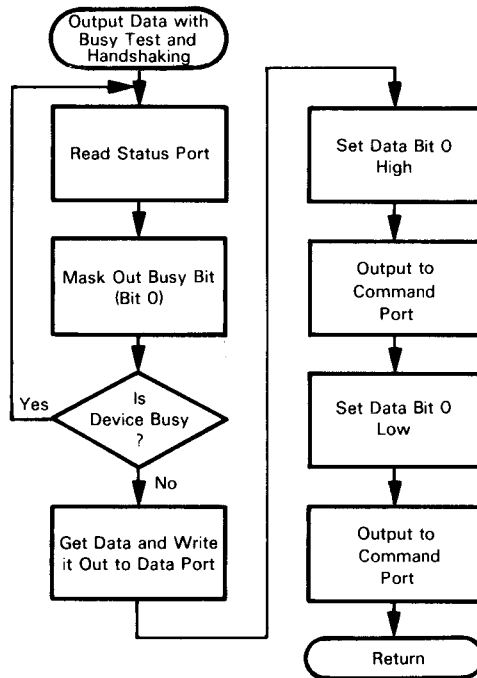 Output Data with
Busy Test and
Handshaking
Read Status Port
Mask Out Busy Bit
(Bit 0)
Is
Device Busy
?
Yes
No
Get Data and Write
it Out to Data Port
Set Data Bit 0
High
Output to
Command
Port
Set Data Bit 0
Low
Output to
Command
Port
Return